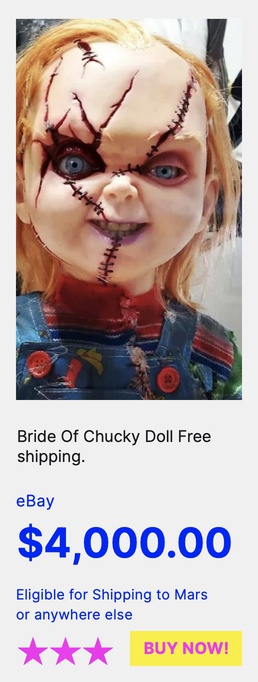 Bride Of Chucky Doll Free
shipping.
eBay
$4,000.00
Eligible for Shipping to Mars
or anywhere else
BUY NOW!